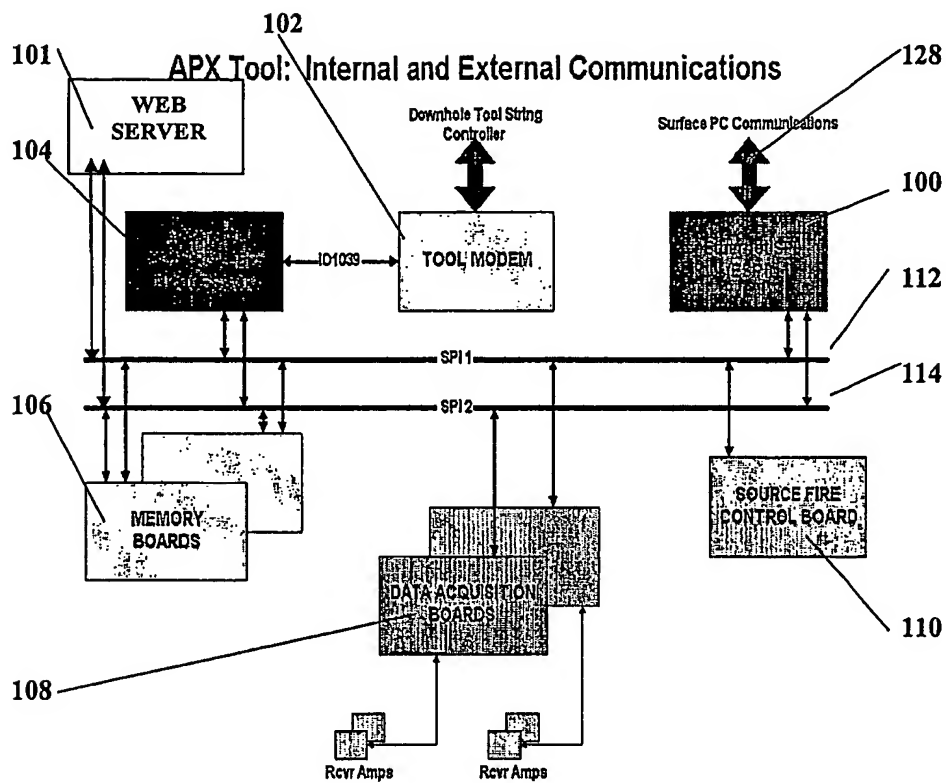 101
102
128
APX Tool: Internal and External Communications
WEB
SERVER
Downhole Tool String
Controller
Surface PC Communications
104
100
ID1039
TOOL MODEM
112
SPI1
114
SPI2
106
MEMORY
BOARDS
SOURCE FIRE
CONTROL BOARD
DATA ACQUISITION
BOARDS
110
108
Rcvr Amps
Rcvr Amps